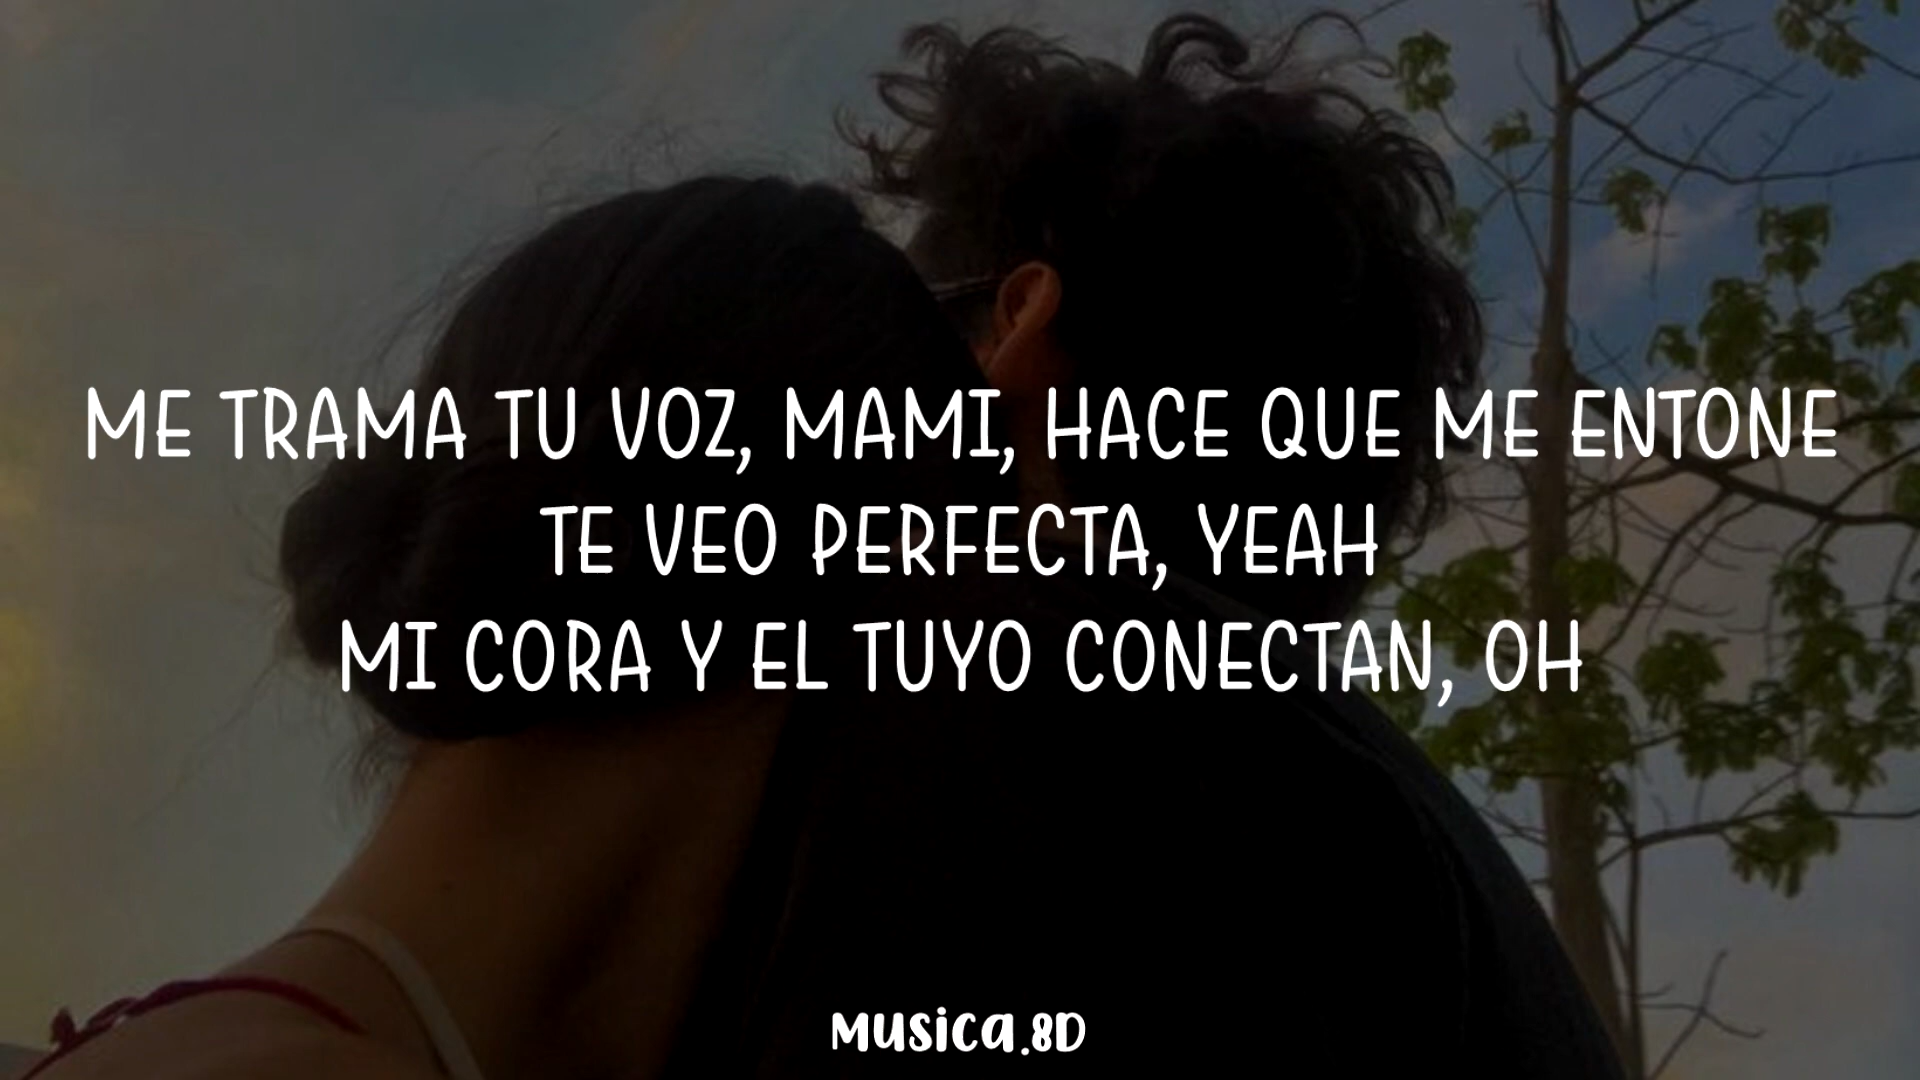 ME TRAMA TU VOZ, MAMI, HACE QUE ME ENTONE
TE VEO PERFECTA, YEAH
MI CORA Y EL TUYO CONECTAN, OH
MUSICA.8D